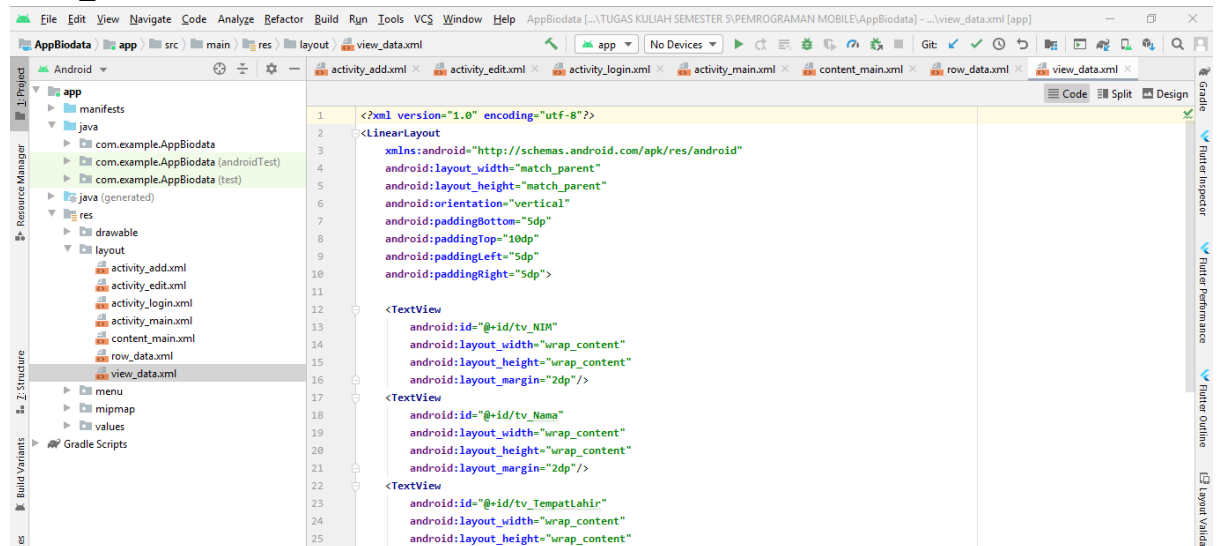 File Edit View Navigate Code Analyze Refactor Build Run Tools VCS Window Help AppBiodata [...\TUGAS KULIAH SEMESTER 5\PEMROGRAMAN MOBILE\AppBiodata] - ...\view_data.xml [app]
AppBiodata app src main res layout view_data.xml app No Devices Git:
Android activity_add.xml activity_edit.xml activity_login.xml activity_main.xml content_main.xml row_data.xml view_data.xml
Code Split Design
app
manifests
java
com.example.AppBiodata
com.example.AppBiodata (androidTest)
com.example.AppBiodata (test)
java (generated)
res
drawable
layout
activity_add.xml
activity_edit.xml
activity_login.xml
activity_main.xml
content_main.xml
row_data.xml
view_data.xml
menu
mipmap
values
Gradle Scripts
1: Project
Resource Manager
Z: Structure
Build Variants
1 <?xml version="1.0" encoding="utf-8"?>
2 <LinearLayout
3 xmlns:android="http://schemas.android.com/apk/res/android"
4 android:layout_width="match_parent"
5 android:layout_height="match_parent"
6 android:orientation="vertical"
7 android:paddingBottom="5dp"
8 android:paddingTop="10dp"
9 android:paddingLeft="5dp"
10 android:paddingRight="5dp">
11
12 <TextView
13 android:id="@+id/tv_NIM"
14 android:layout_width="wrap_content"
15 android:layout_height="wrap_content"
16 android:layout_margin="2dp"/>
17 <TextView
18 android:id="@+id/tv_Nama"
19 android:layout_width="wrap_content"
20 android:layout_height="wrap_content"
21 android:layout_margin="2dp"/>
22 <TextView
23 android:id="@+id/tv_TempatLahir"
24 android:layout_width="wrap_content"
25 android:layout_height="wrap_content"
Gradle
Flutter Inspector
Flutter Performance
Flutter Outline
Layout Valida